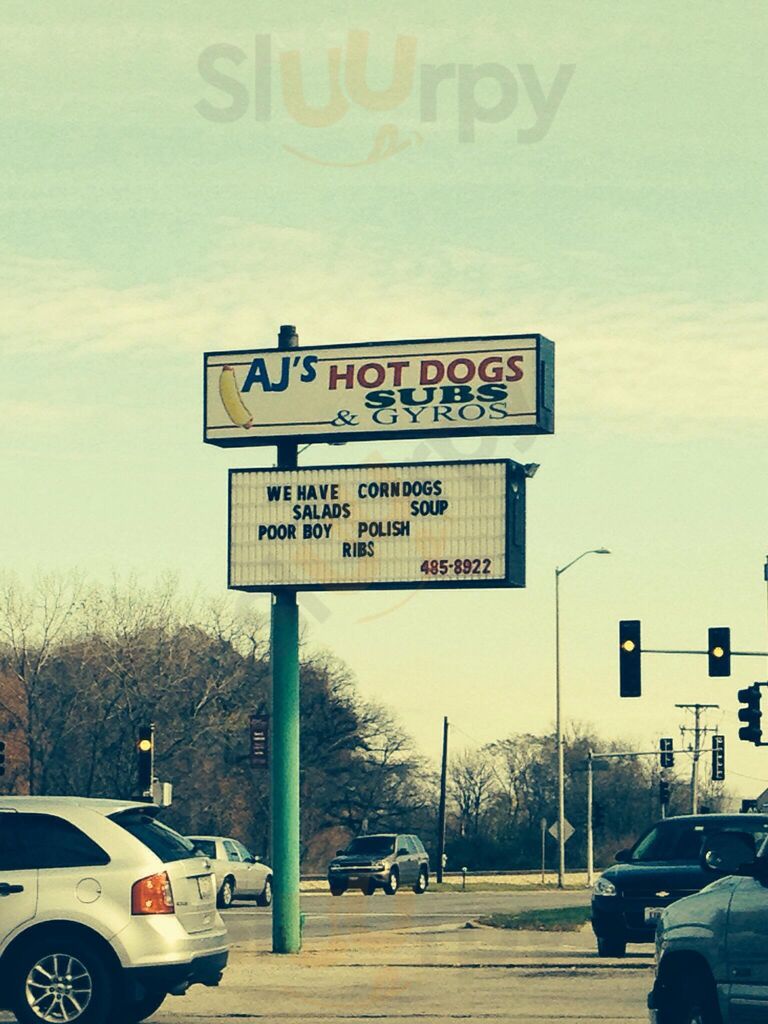 SlUUrpy
AJ'S HOT DOGS
SUBS
& GYROS
WE HAVE CORNDOGS
SALADS SOUP
POOR BOY POLISH
RIBS
485-8922